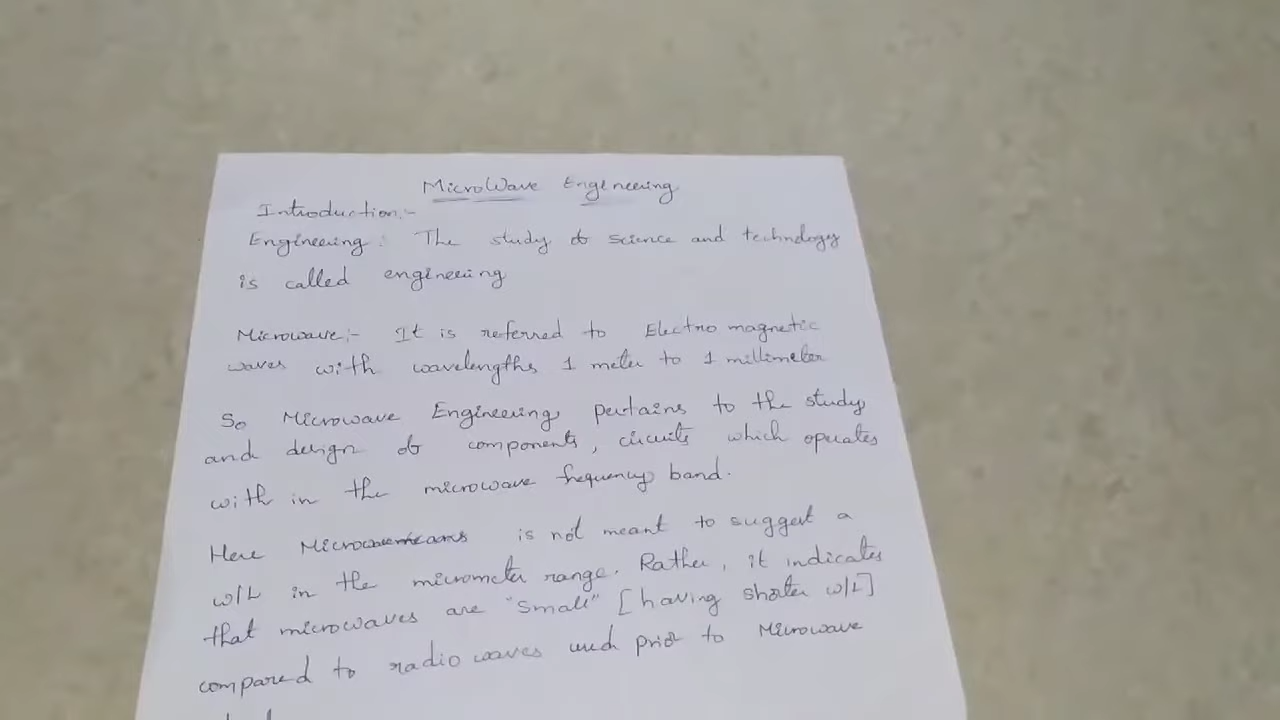 MicroWave Engineering
Introduction:-
Engineering: The study of science and technology
is called engineering
Microwave:- It is referred to Electro magnetic
waves with wavelengths 1 meter to 1 millimeter
So Microwave Engineering pertains to the study
and design of components, circuits which operates
with in the microwave frequency band.
Here Micro is not meant to suggest a
w/L in the micrometer range. Rather, it indicates
that microwaves are "Small" [having shorter w/L]
compared to radio waves used prior to Microwave